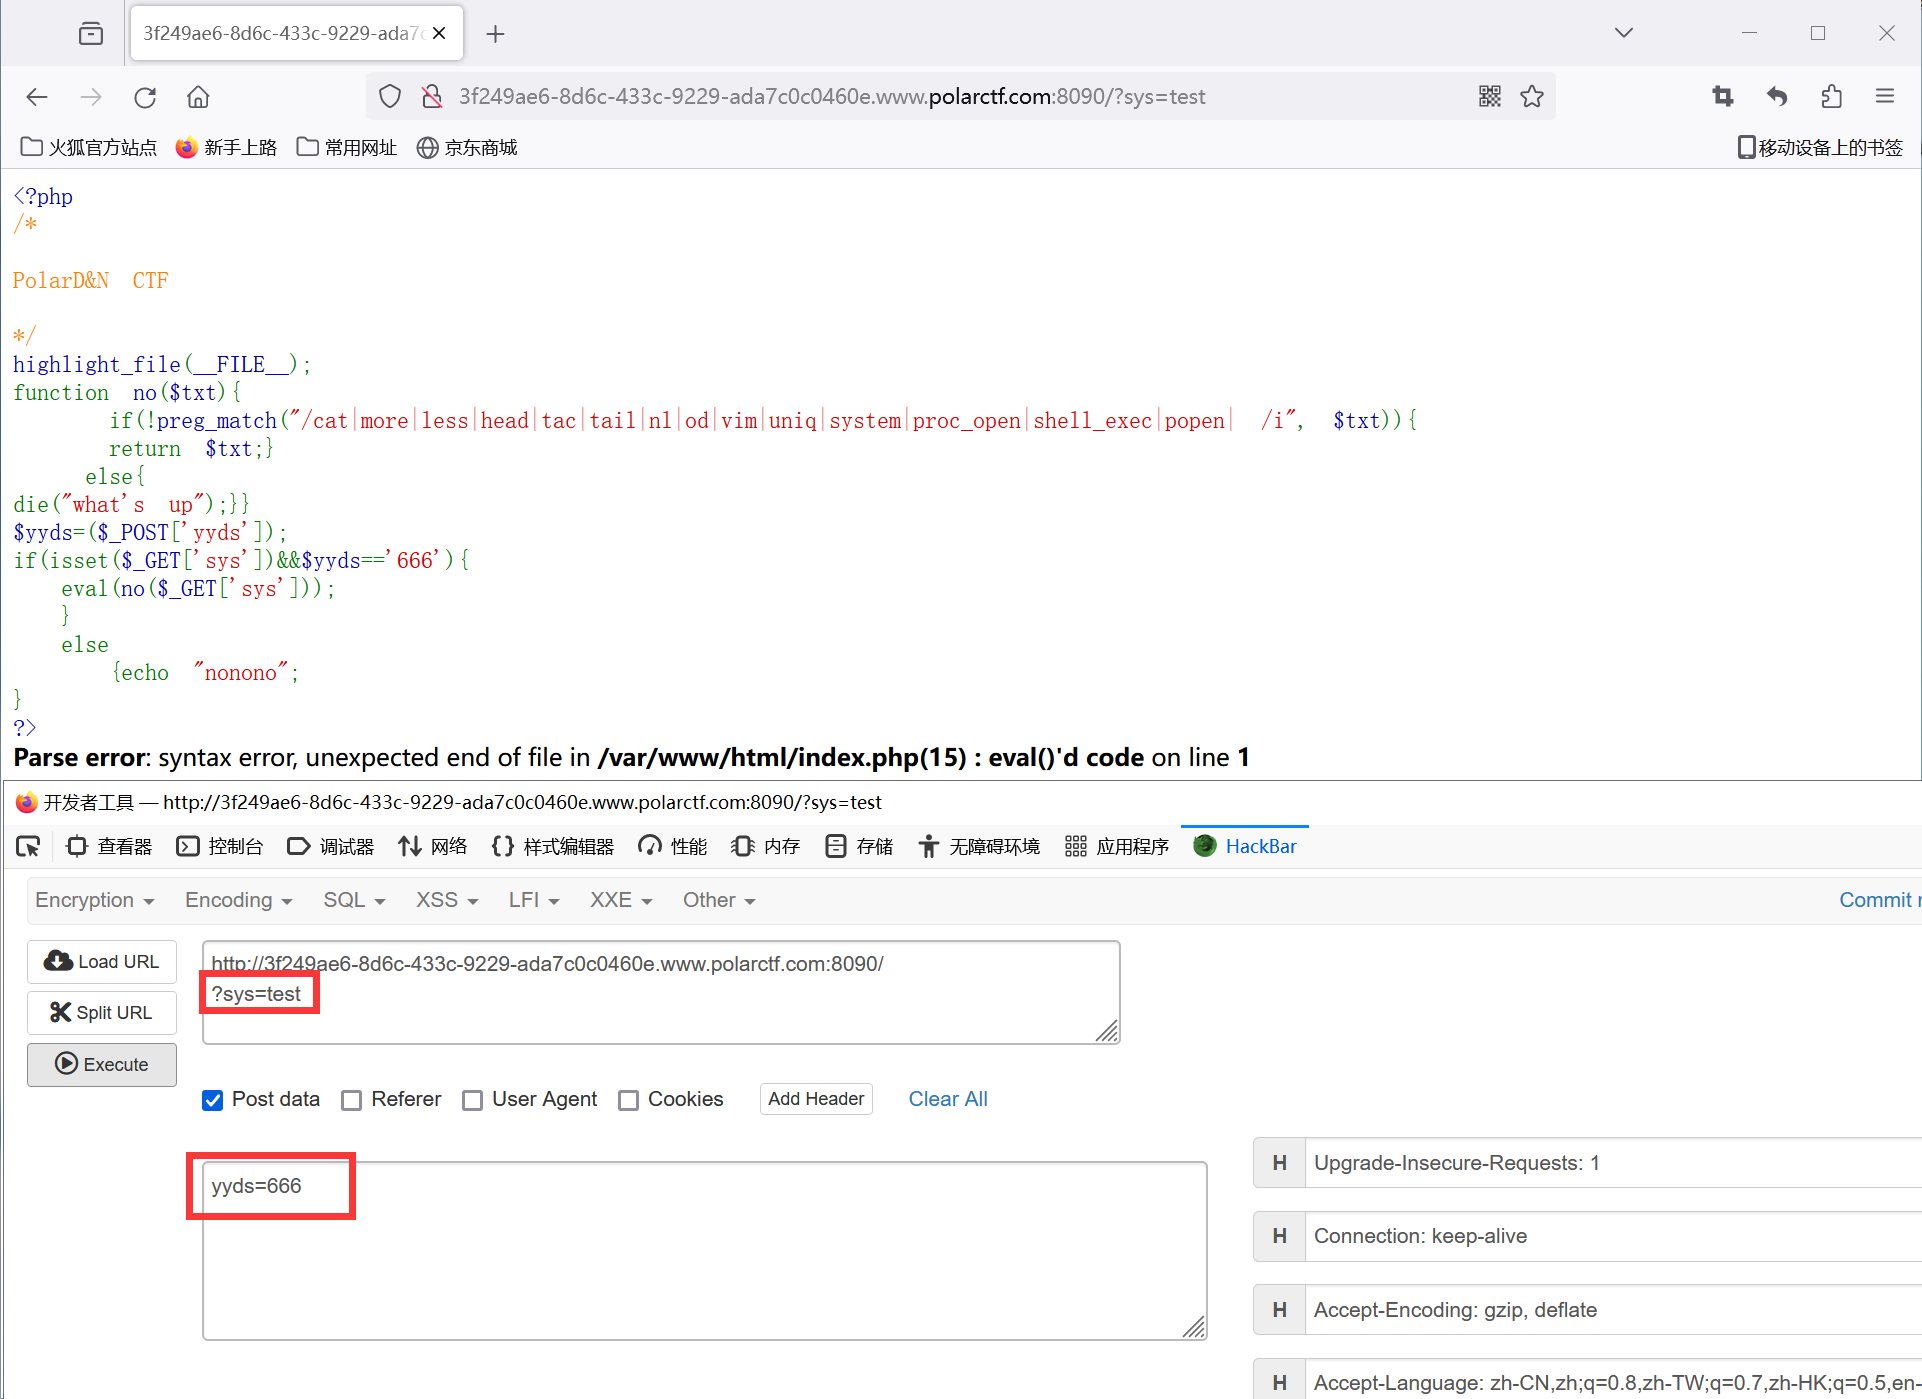 3f249ae6-8d6c-433c-9229-ada7c
3f249ae6-8d6c-433c-9229-ada7c0c0460e.www.polarctf.com:8090/?sys=test
火狐官方站点 新手上路 常用网址 京东商城 移动设备上的书签
<?php
/*
PolarD&N CTF
*/
highlight_file(__FILE__);
function no($txt){
if(!preg_match("/cat|more|less|head|tac|tail|nl|od|vim|uniq|system|proc_open|shell_exec|popen| /i", $txt)){
return $txt;}
else{
die("what's up");}}
$yyds=($_POST['yyds']);
if(isset($_GET['sys'])&&$yyds=='666'){
eval(no($_GET['sys']));
}
else
{echo "nonono";
}
?>
Parse error: syntax error, unexpected end of file in /var/www/html/index.php(15) : eval()'d code on line 1
开发者工具 — http://3f249ae6-8d6c-433c-9229-ada7c0c0460e.www.polarctf.com:8090/?sys=test
查看器 控制台 调试器 网络 样式编辑器 性能 内存 存储 无障碍环境 应用程序 HackBar
Encryption Encoding SQL XSS LFI XXE Other Commit r
Load URL
http://3f249ae6-8d6c-433c-9229-ada7c0c0460e.www.polarctf.com:8090/
?sys=test
Split URL
Execute
Post data Referer User Agent Cookies Add Header Clear All
yyds=666
H Upgrade-Insecure-Requests: 1
H Connection: keep-alive
H Accept-Encoding: gzip, deflate
H Accept-Language: zh-CN,zh;q=0.8,zh-TW;q=0.7,zh-HK;q=0.5,en-